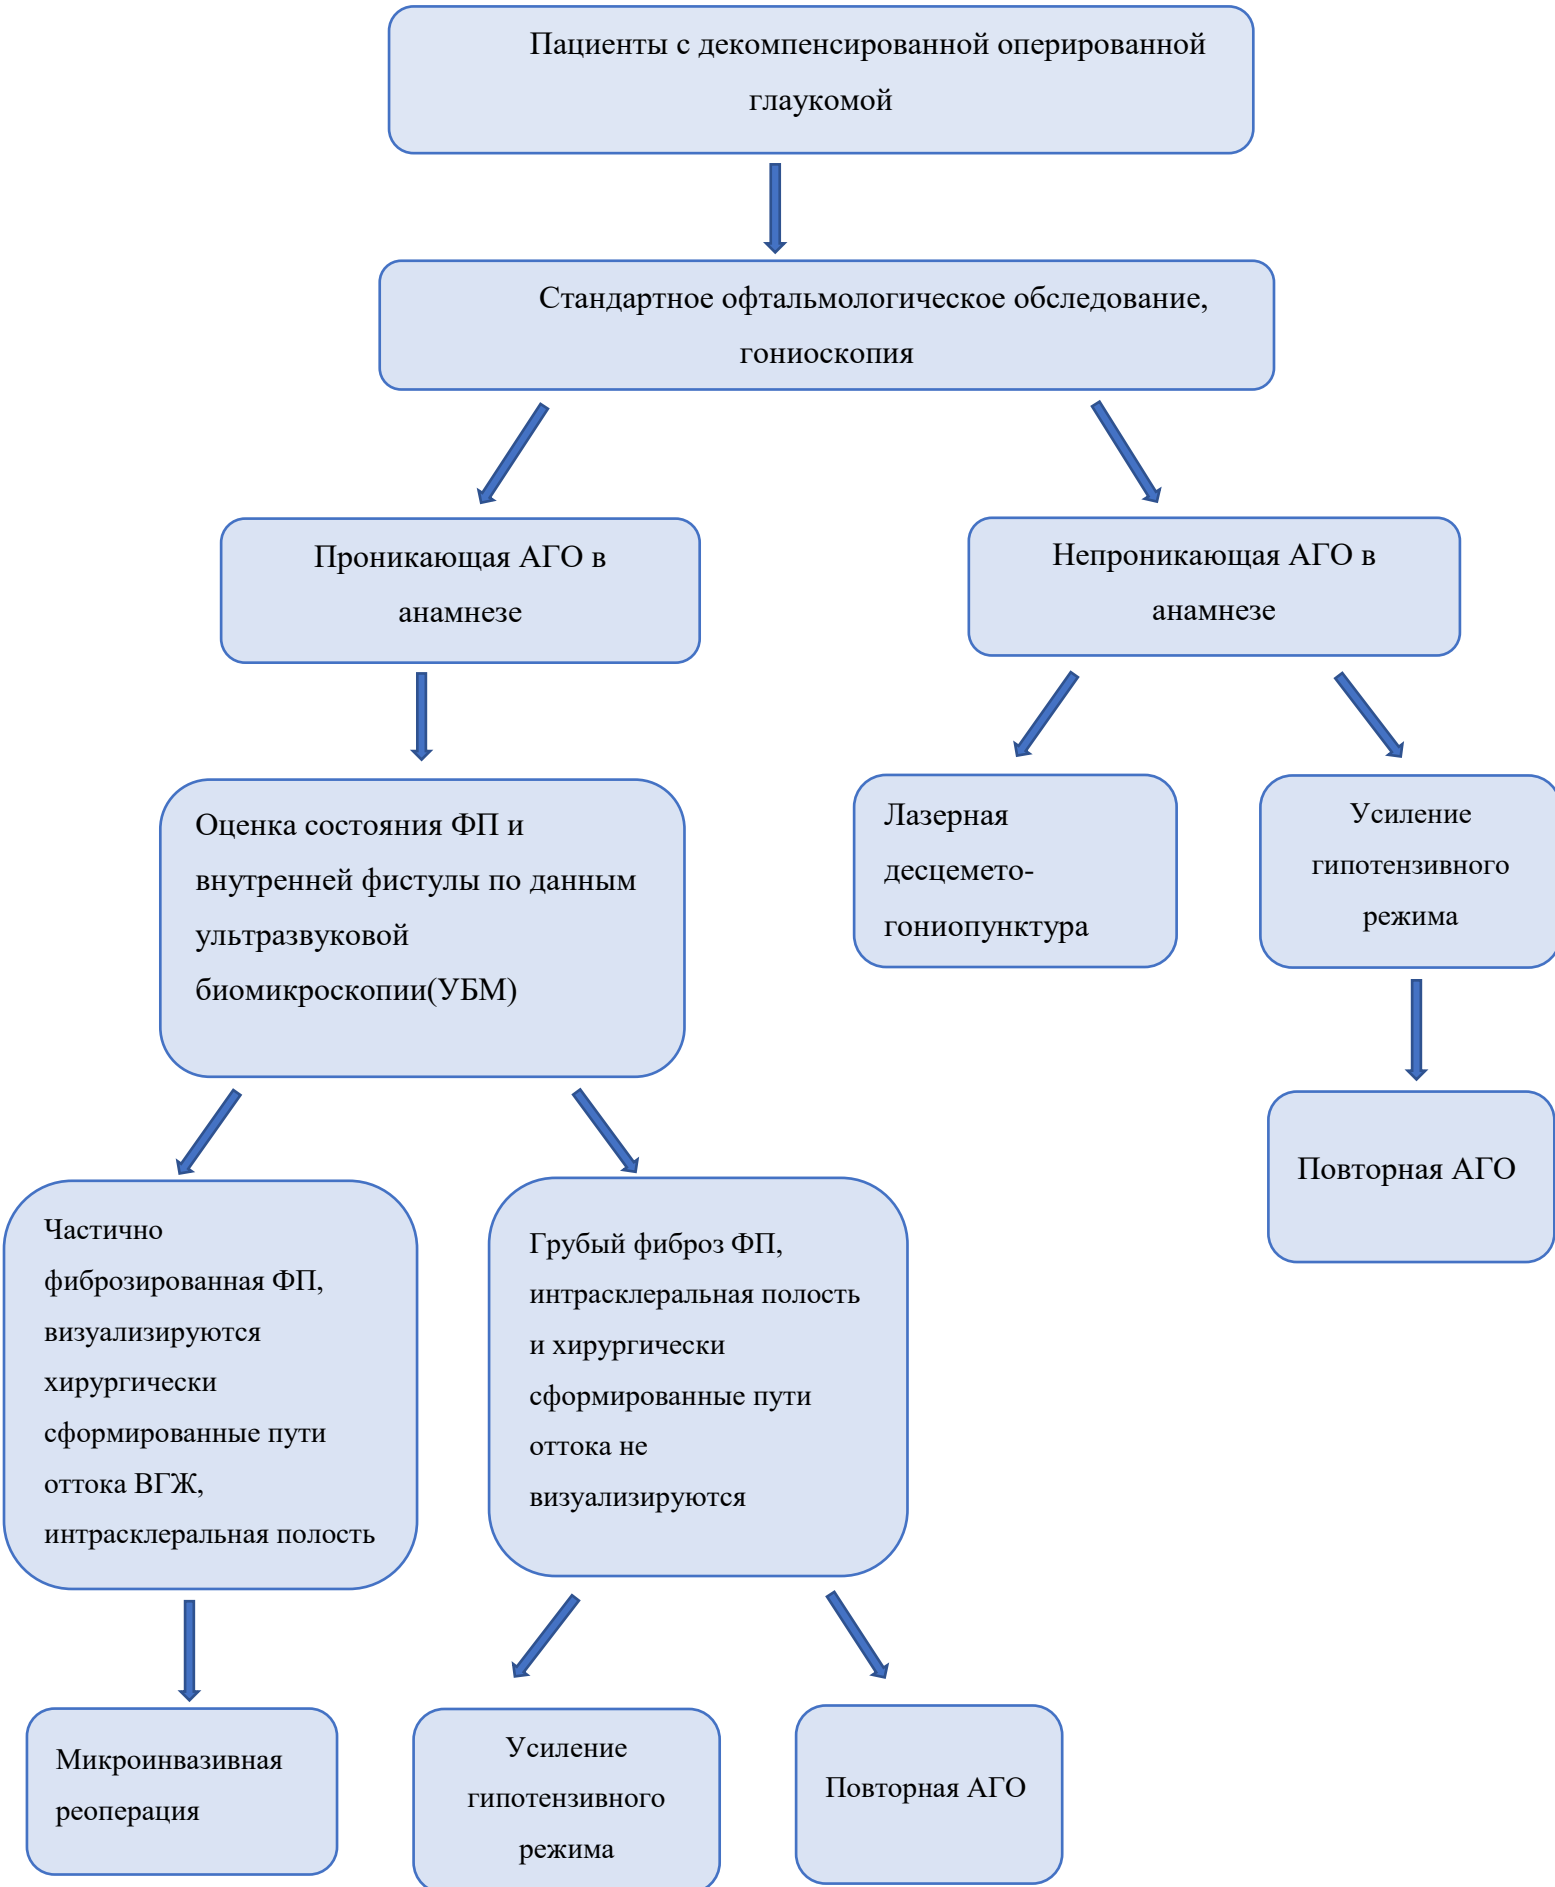 Пациенты с декомпенсированной оперированной
глаукомой
Стандартное офтальмологическое обследование,
гониоскопия
Проникающая АГО в
анамнезе
Непроникающая АГО в
анамнезе
Оценка состояния ФП и
внутренней фистулы по данным
ультразвуковой
биомикроскопии(УБМ)
Лазерная
десцемето-
гониопунктура
Усиление
гипотензивного
режима
Повторная АГО
Частично
фиброзированная ФП,
визуализируются
хирургически
сформированные пути
оттока ВГЖ,
интрасклеральная полость
Грубый фиброз ФП,
интрасклеральная полость
и хирургически
сформированные пути
оттока не
визуализируются
Микроинвазивная
реоперация
Усиление
гипотензивного
режима
Повторная АГО